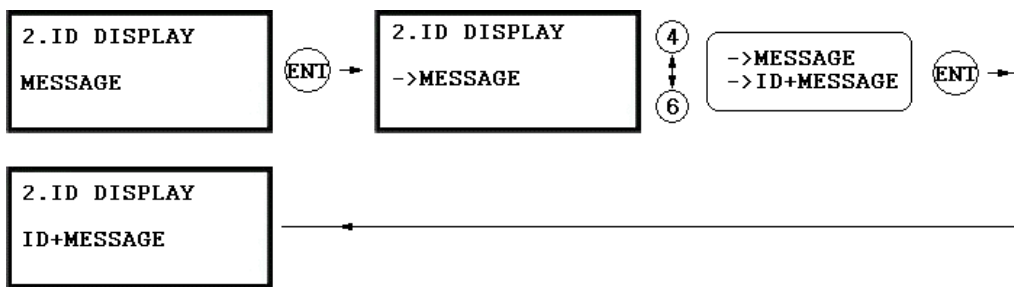 2.ID DISPLAY
MESSAGE
ENT
2.ID DISPLAY
->MESSAGE
4
6
->MESSAGE
->ID+MESSAGE
ENT
2.ID DISPLAY
ID+MESSAGE